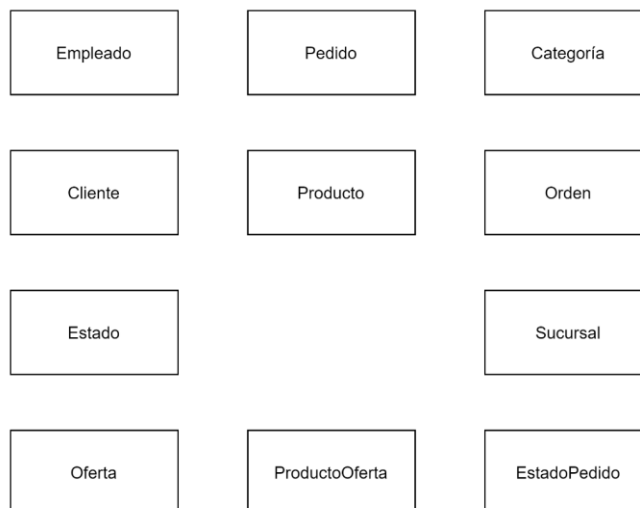 Empleado
Pedido
Categoría
Cliente
Producto
Orden
Estado
Sucursal
Oferta
ProductoOferta
EstadoPedido